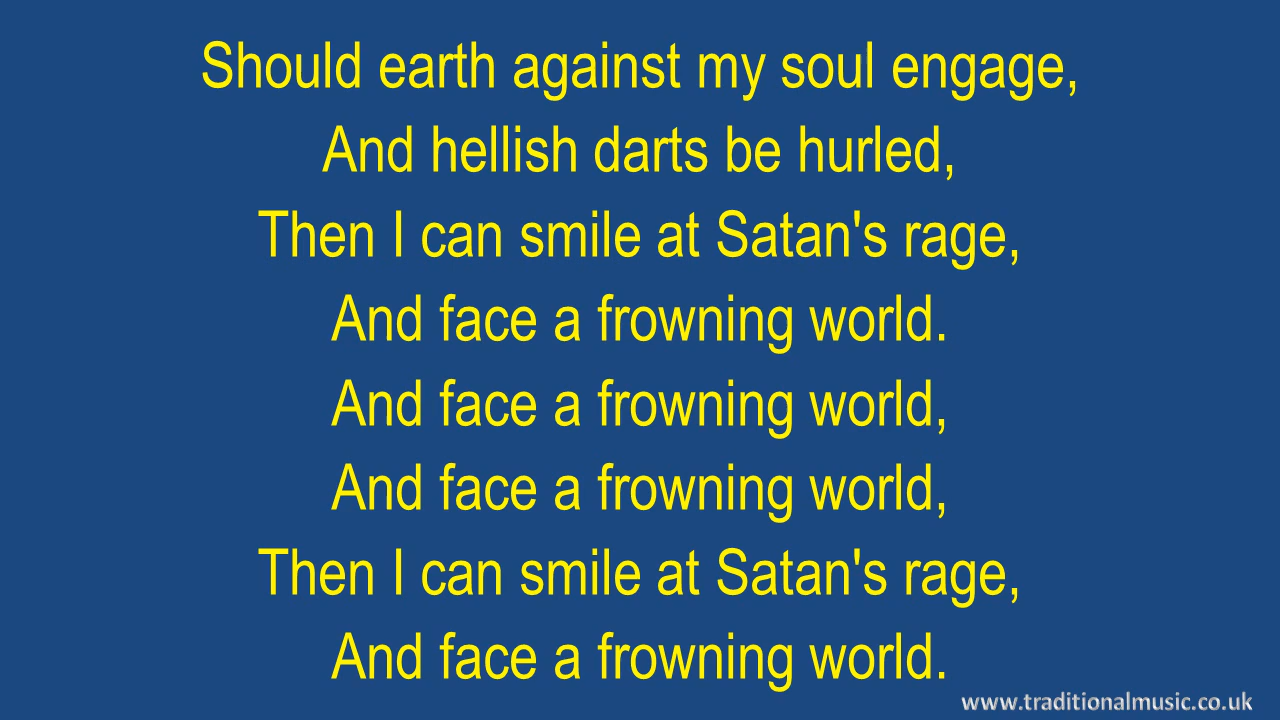 Should earth against my soul engage,
And hellish darts be hurled,
Then I can smile at Satan's rage,
And face a frowning world.
And face a frowning world,
And face a frowning world,
Then I can smile at Satan's rage,
And face a frowning world.
www.traditionalmusic.co.uk